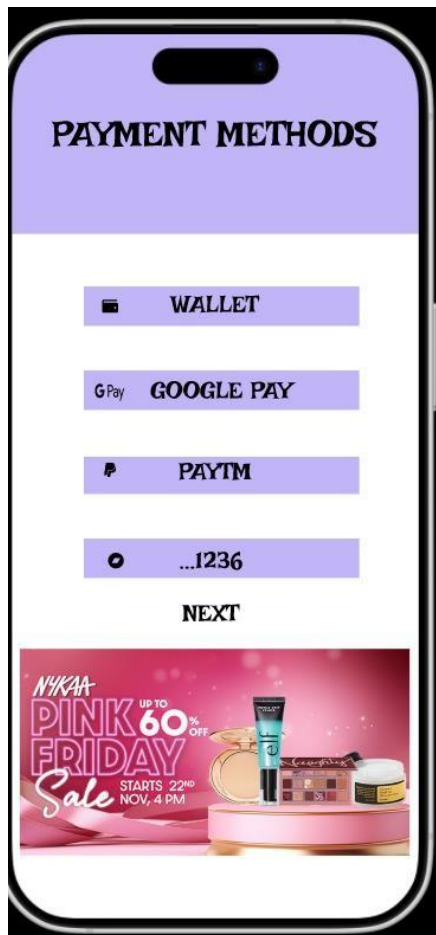 PAYMENT METHODS
WALLET
G Pay GOOGLE PAY
PAYTM
...1236
NEXT
NYKAA
PINK UP TO 60% OFF
FRIDAY
Sale STARTS 22ND NOV, 4 PM
elf